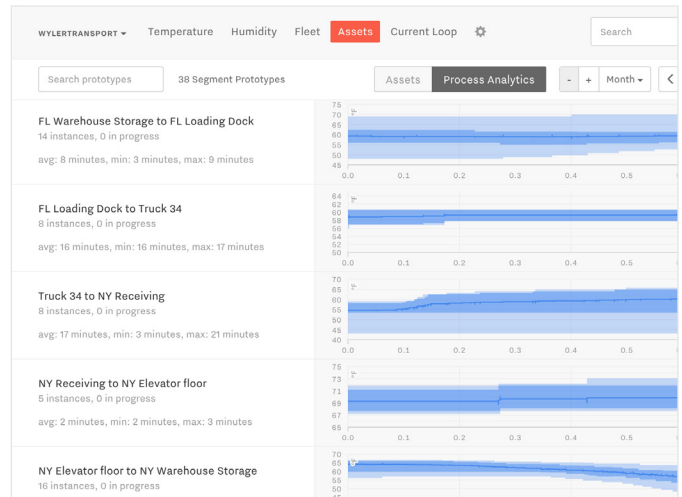 WYLERTRANSPORT Temperature Humidity Fleet Assets Current Loop Search
Search prototypes 38 Segment Prototypes Assets Process Analytics - + Month
FL Warehouse Storage to FL Loading Dock
14 instances, 0 in progress
avg: 8 minutes, min: 3 minutes, max: 9 minutes
75
70
65
60
55
50
45
0.0 0.1 0.2 0.3 0.4 0.5
FL Loading Dock to Truck 34
8 instances, 0 in progress
avg: 16 minutes, min: 16 minutes, max: 17 minutes
64
62
60
58
56
54
52
50
0.0 0.1 0.2 0.3 0.4 0.5
Truck 34 to NY Receiving
8 instances, 0 in progress
avg: 17 minutes, min: 3 minutes, max: 21 minutes
70
65
60
55
50
45
40
0.0 0.1 0.2 0.3 0.4 0.5
NY Receiving to NY Elevator floor
5 instances, 0 in progress
avg: 2 minutes, min: 2 minutes, max: 3 minutes
75
73
71
69
67
65
0.0 0.1 0.2 0.3 0.4 0.5
NY Elevator floor to NY Warehouse Storage
16 instances, 0 in progress
70
65
60
55
50